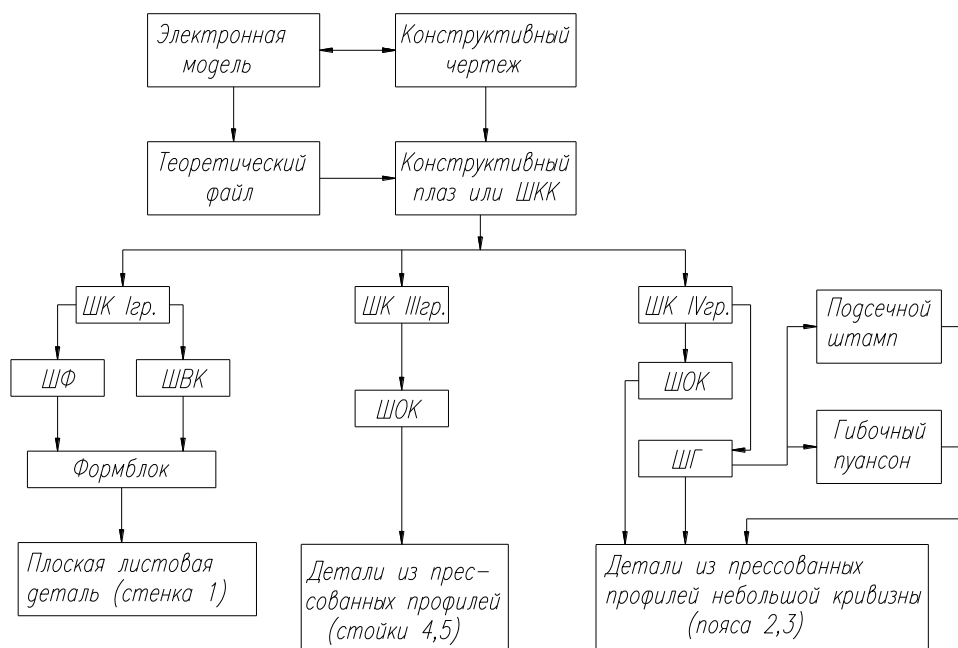 Электронная
модель
Конструктивный
чертеж
Теоретический
файл
Конструктивный
плаз или ШКК
ШК Iгр.
ШК IIIгр.
ШК IVгр.
Подсечной
штамп
ШФ
ШВК
ШОК
ШОК
Гибочный
пуансон
ШГ
Формблок
Плоская листовая
деталь (стенка 1)
Детали из прес-
сованных профилей
(стойки 4,5)
Детали из прессованных
профилей небольшой кривизны
(пояса 2,3)